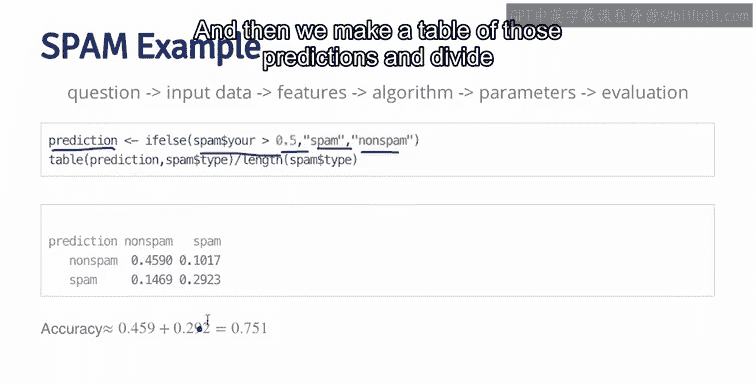 SPAM Example
And then we make a table of those
predictions and divide
question -> input data -> features -> algorithm -> parameters -> evaluation
prediction <- ifelse(spam$your > 0.5,"spam","nonspam")
table(prediction,spam$type)/length(spam$type)
prediction nonspam spam
nonspam 0.4590 0.1017
spam 0.1469 0.2923
Accuracy≈ 0.459 + 0.292 = 0.751